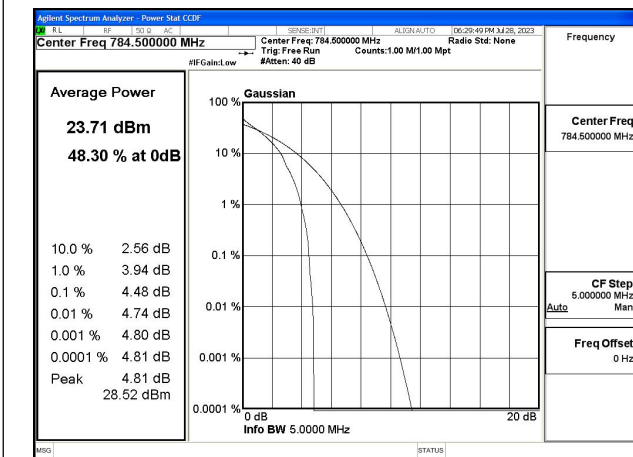 Agilent Spectrum Analyzer - Power Stat CCDF
RL RF 50 Ω AC SENSE:INT ALIGN AUTO 06:29:49 PM Jul 28, 2023
Center Freq 784.500000 MHz
Center Freq: 784.500000 MHz Radio Std: None
Trig: Free Run Counts:1.00 M/1.00 Mpt
#IFGain:Low #Atten: 40 dB
Frequency
Average Power
23.71 dBm
48.30 % at 0dB
10.0 % 2.56 dB
1.0 % 3.94 dB
0.1 % 4.48 dB
0.01 % 4.74 dB
0.001 % 4.80 dB
0.0001 % 4.81 dB
Peak 4.81 dB
28.52 dBm
Gaussian
100 %
10 %
1 %
0.1 %
0.01 %
0.001 %
0.0001 %
0 dB 20 dB
Info BW 5.0000 MHz
Center Freq
784.500000 MHz
CF Step
5.000000 MHz
Auto Man
Freq Offset
0 Hz
MSG STATUS